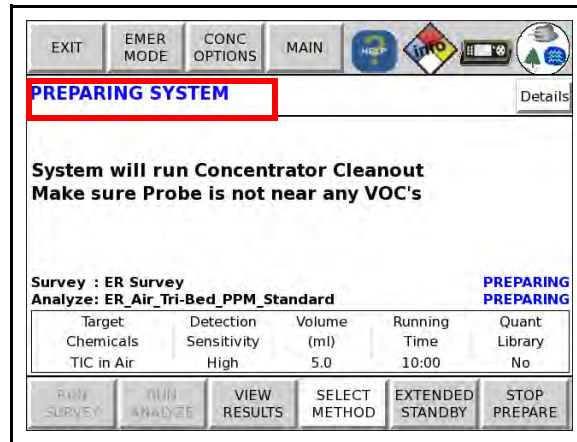 EXIT
EMER MODE
CONC OPTIONS
MAIN
HELP
info
PREPARING SYSTEM
Details
System will run Concentrator Cleanout
Make sure Probe is not near any VOC's
Survey : ER Survey PREPARING
Analyze: ER_Air_Tri-Bed_PPM_Standard PREPARING
Target Detection Volume Running Quant
Chemicals Sensitivity (ml) Time Library
TIC in Air High 5.0 10:00 No
RUN SURVEY
RUN ANALYZE
VIEW RESULTS
SELECT METHOD
EXTENDED STANDBY
STOP PREPARE